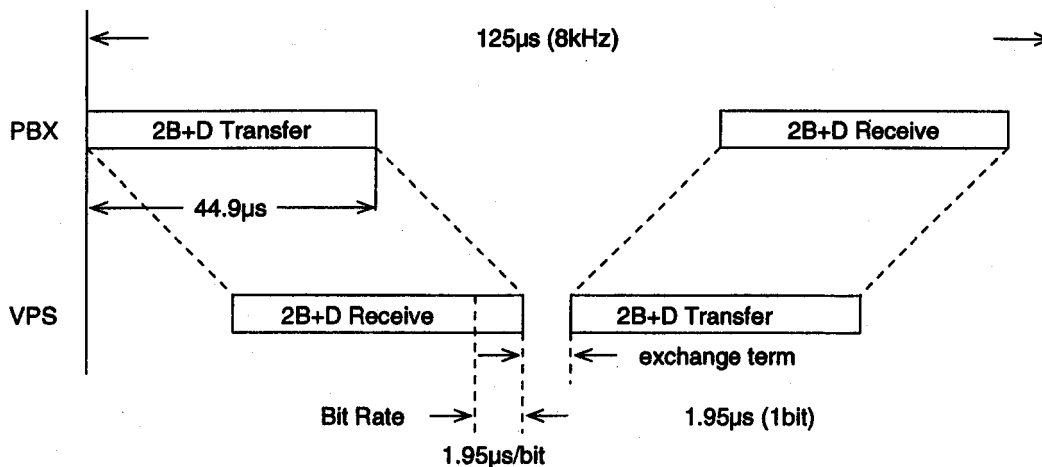 125μs (8kHz)
PBX
2B+D Transfer
2B+D Receive
44.9μs
VPS
2B+D Receive
2B+D Transfer
exchange term
Bit Rate
1.95μs (1bit)
1.95μs/bit